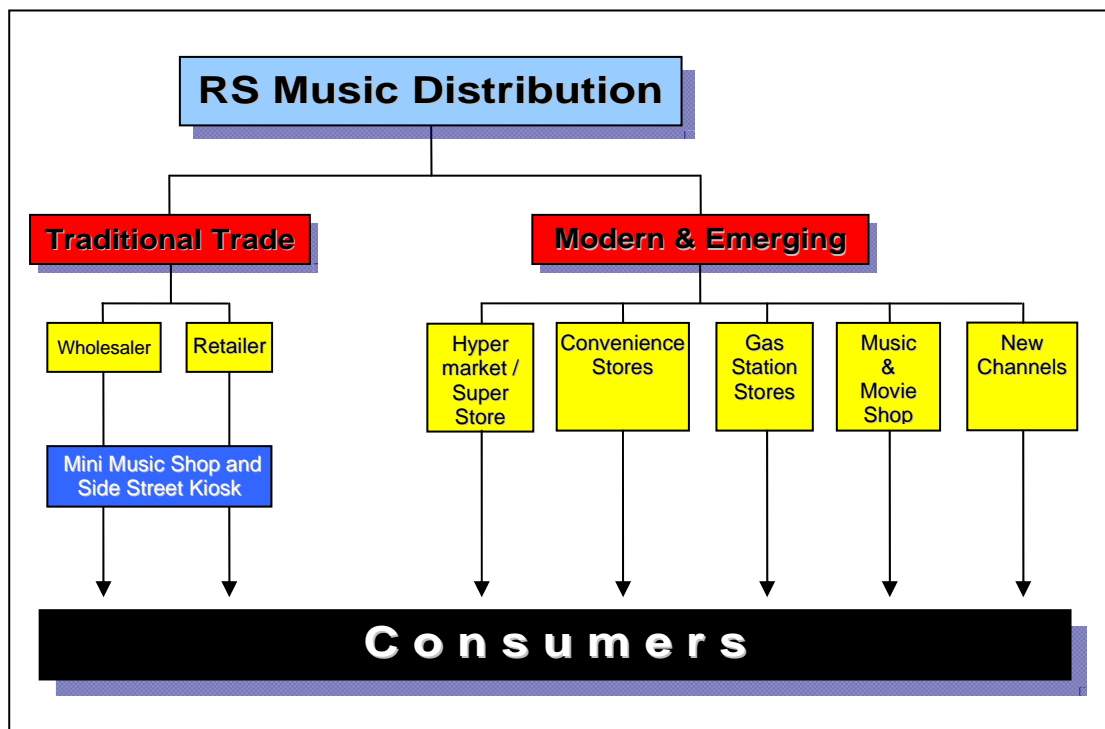 RS Music Distribution
Traditional Trade
Modern & Emerging
Wholesaler
Retailer
Hyper
market /
Super
Store
Convenience
Stores
Gas
Station
Stores
Music
&
Movie
Shop
New
Channels
Mini Music Shop and
Side Street Kiosk
Consumers